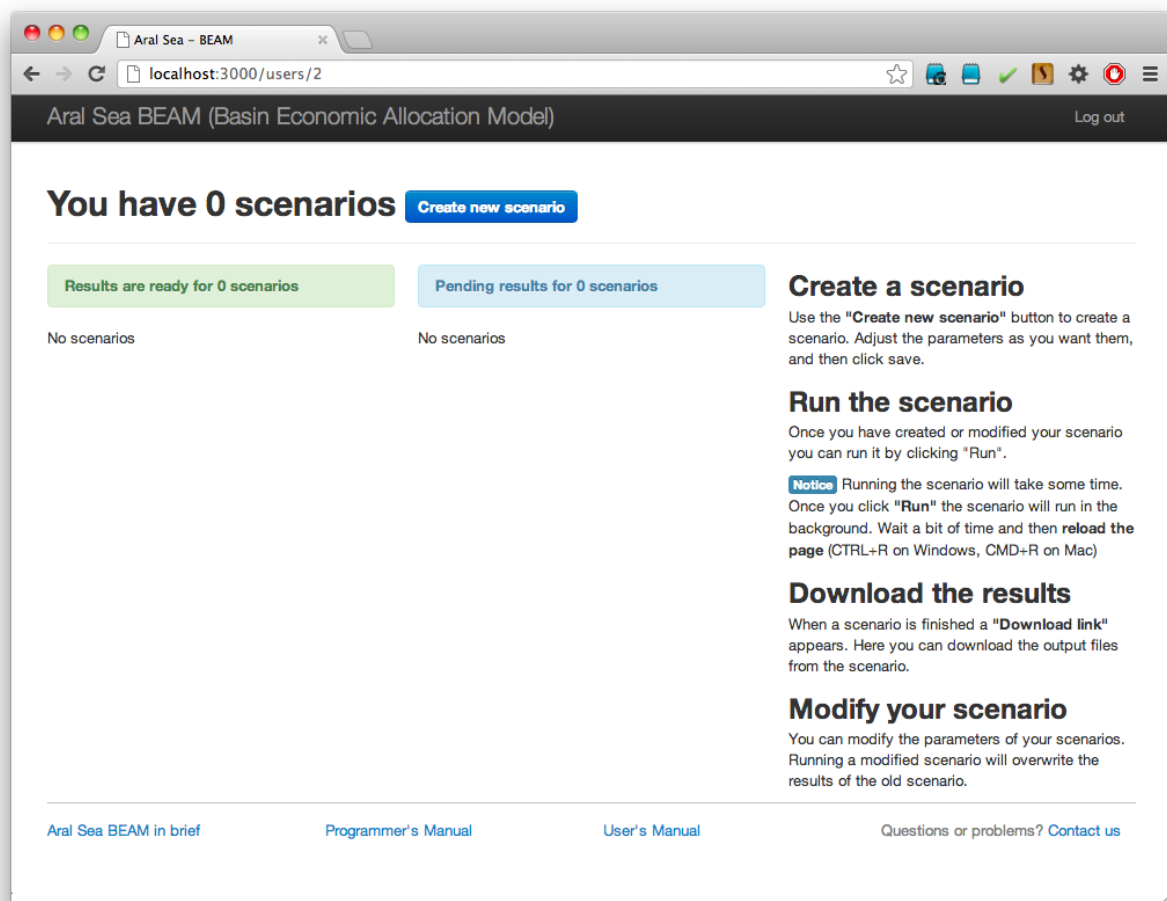 Aral Sea – BEAM
localhost:3000/users/2
Aral Sea BEAM (Basin Economic Allocation Model)
Log out
You have 0 scenarios
Create new scenario
Results are ready for 0 scenarios
No scenarios
Pending results for 0 scenarios
No scenarios
Create a scenario
Use the "Create new scenario" button to create a
scenario. Adjust the parameters as you want them,
and then click save.
Run the scenario
Once you have created or modified your scenario
you can run it by clicking "Run".
Notice Running the scenario will take some time.
Once you click "Run" the scenario will run in the
background. Wait a bit of time and then reload the
page (CTRL+R on Windows, CMD+R on Mac)
Download the results
When a scenario is finished a "Download link"
appears. Here you can download the output files
from the scenario.
Modify your scenario
You can modify the parameters of your scenarios.
Running a modified scenario will overwrite the
results of the old scenario.
Aral Sea BEAM in brief
Programmer's Manual
User's Manual
Questions or problems? Contact us